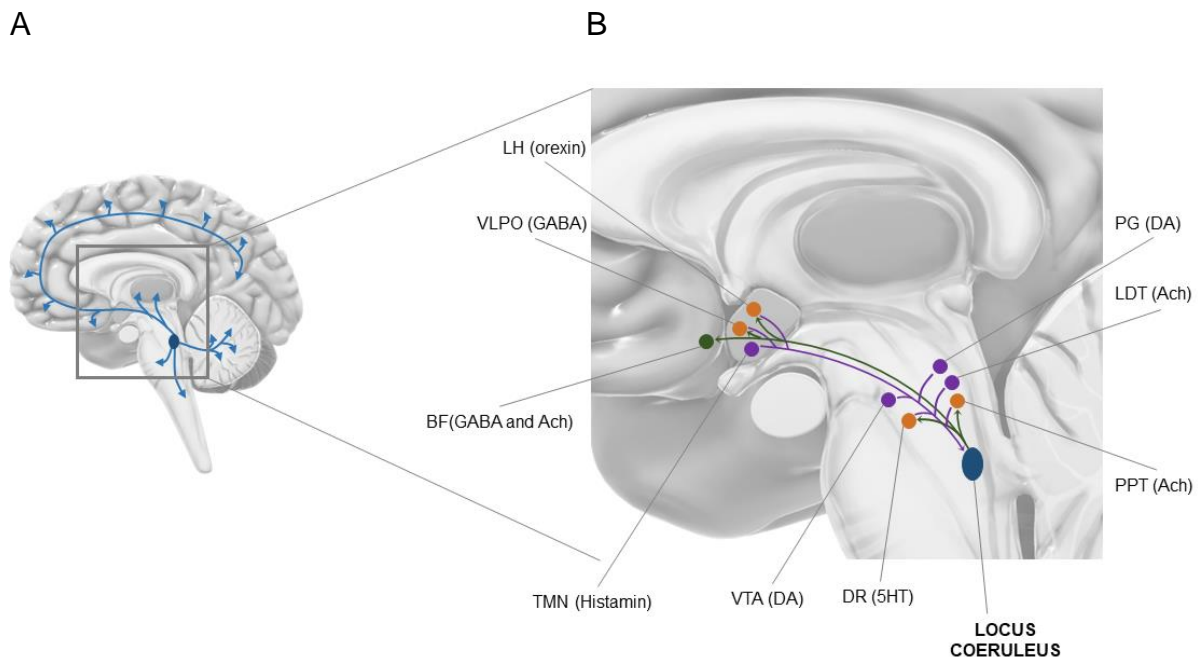 A
B
LH (orexin)
VLPO (GABA)
BF(GABA and Ach)
TMN (Histamin)
VTA (DA)
DR (5HT)
LOCUS
COERULEUS
PG (DA)
LDT (Ach)
PPT (Ach)